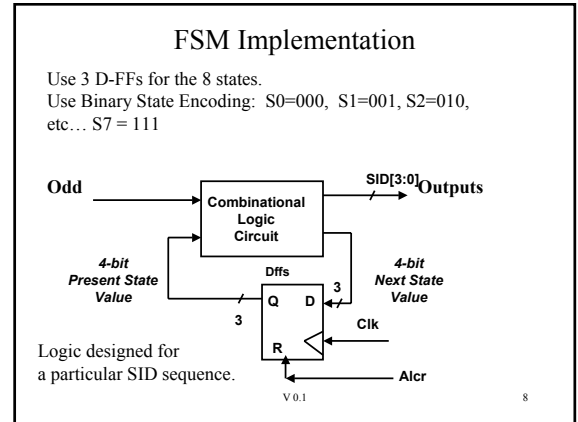 FSM Implementation
Use 3 D-FFs for the 8 states.
Use Binary State Encoding:  S0=000,  S1=001, S2=010,
etc… S7 = 111
Odd
SID[3:0]
Outputs
Combinational
Logic
Circuit
4-bit
Present State
Value
4-bit
Next State
Value
Dffs
Q
D
3
3
Clk
R
Logic designed for
a particular SID sequence.
Alcr
V 0.1
8